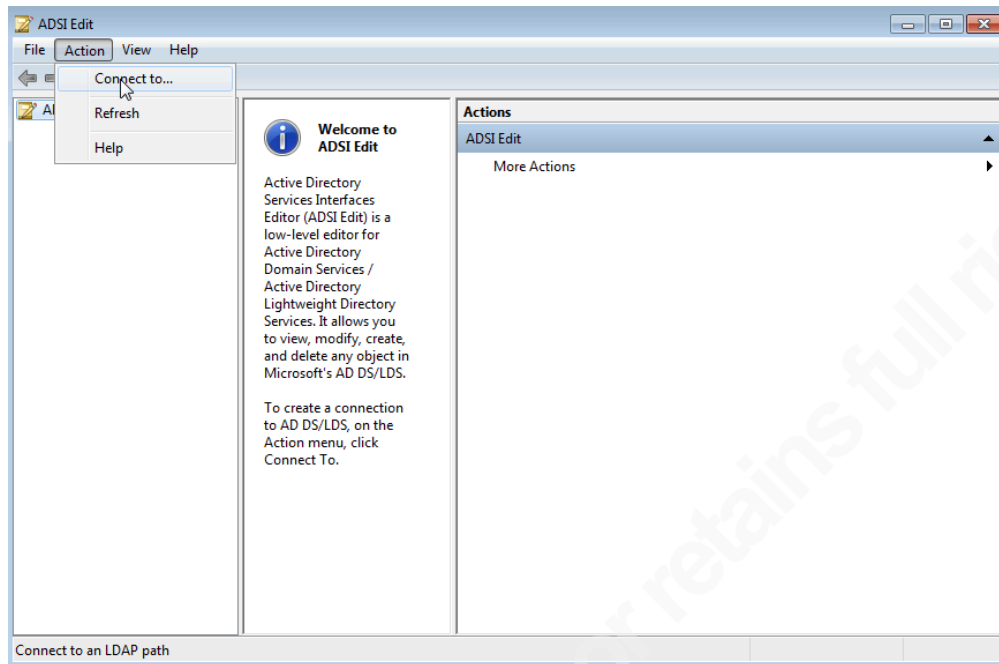 ADSI Edit
File Action View Help
Connect to...
Refresh
Help
Welcome to
ADSI Edit
Active Directory
Services Interfaces
Editor (ADSI Edit) is a
low-level editor for
Active Directory
Domain Services /
Active Directory
Lightweight Directory
Services. It allows you
to view, modify, create,
and delete any object in
Microsoft's AD DS/LDS.
To create a connection
to AD DS/LDS, on the
Action menu, click
Connect To.
Actions
ADSI Edit
More Actions
retains full
Connect to an LDAP path